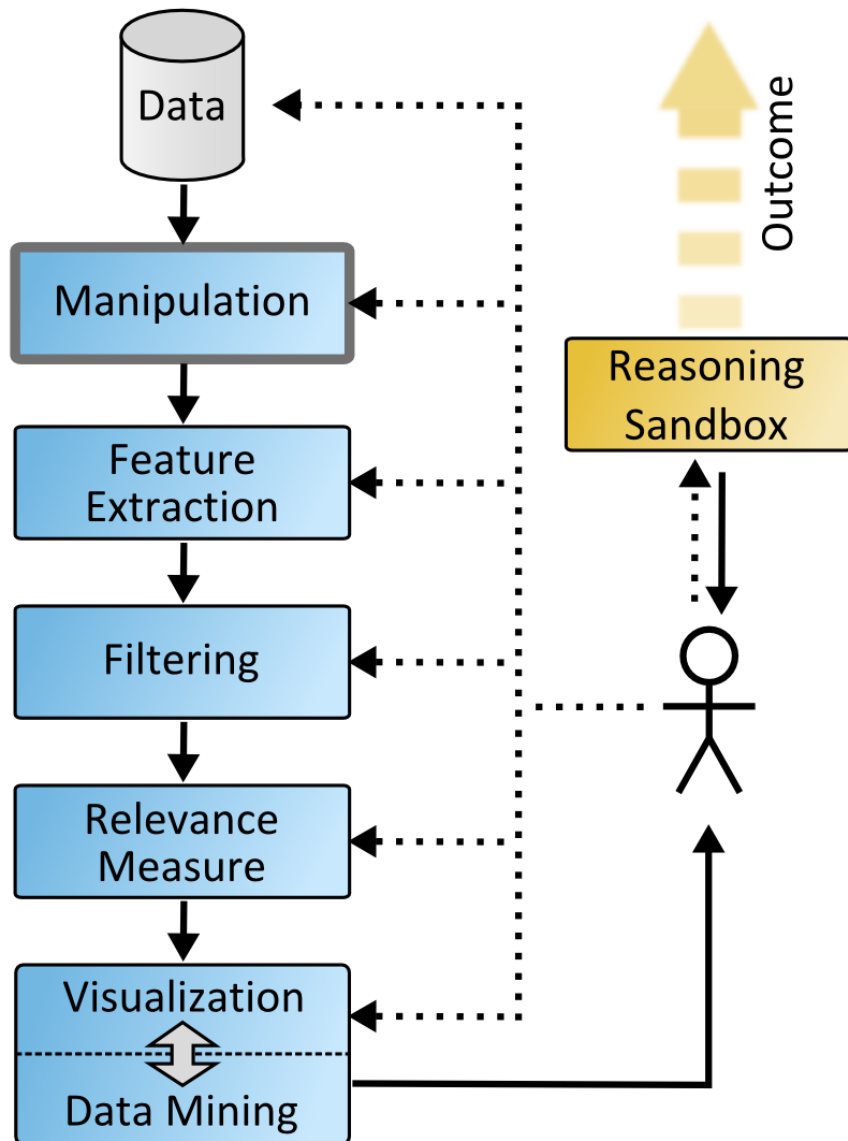 Data
Manipulation
Feature
Extraction
Filtering
Relevance
Measure
Visualization
Data Mining
Outcome
Reasoning
Sandbox